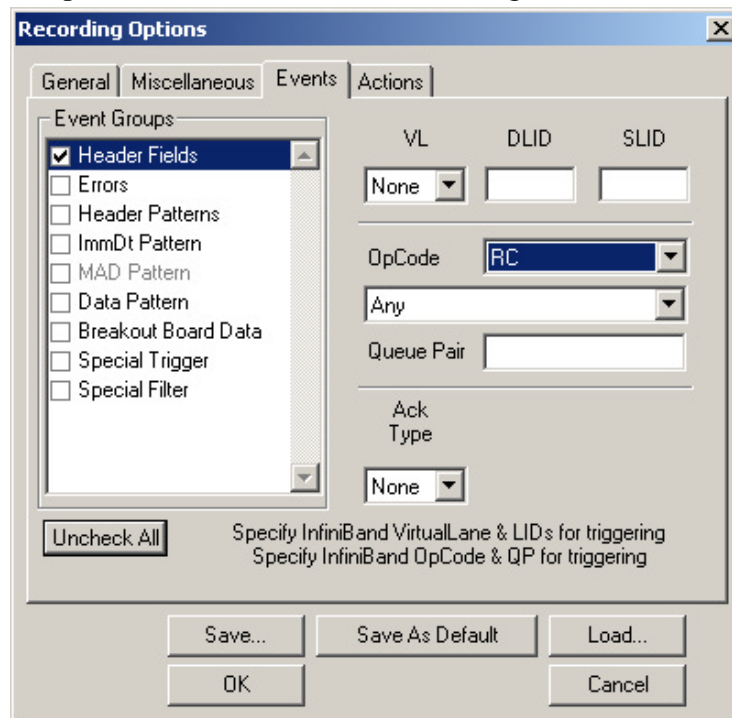 Recording Options
General Miscellaneous Events Actions
Event Groups
Header Fields
Errors
Header Patterns
ImmDt Pattern
MAD Pattern
Data Pattern
Breakout Board Data
Special Trigger
Special Filter
VL DLID SLID
None
OpCode RC
Any
Queue Pair
Ack
Type
None
Uncheck All
Specify InfiniBand VirtualLane & LIDs for triggering
Specify InfiniBand OpCode & QP for triggering
Save... Save As Default Load...
OK Cancel